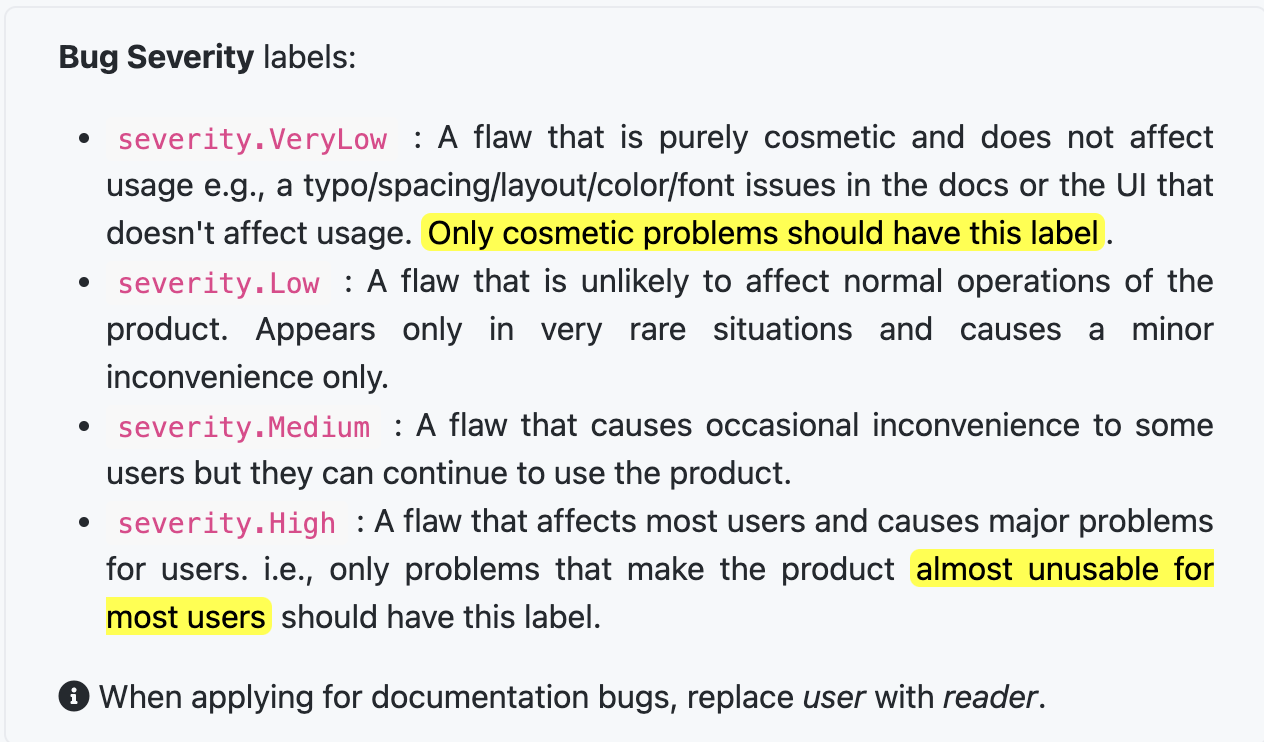 Bug Severity labels:
• severity.VeryLow : A flaw that is purely cosmetic and does not affect
usage e.g., a typo/spacing/layout/color/font issues in the docs or the UI that
doesn't affect usage. Only cosmetic problems should have this label.
• severity.Low : A flaw that is unlikely to affect normal operations of the
product. Appears only in very rare situations and causes a minor
inconvenience only.
• severity.Medium : A flaw that causes occasional inconvenience to some
users but they can continue to use the product.
• severity.High : A flaw that affects most users and causes major problems
for users. i.e., only problems that make the product almost unusable for
most users should have this label.
When applying for documentation bugs, replace user with reader.